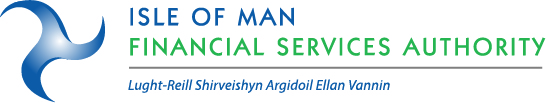 ISLE OF MAN
FINANCIAL SERVICES AUTHORITY
Lught-Reill Shirveishyn Argidoil Ellan Vannin